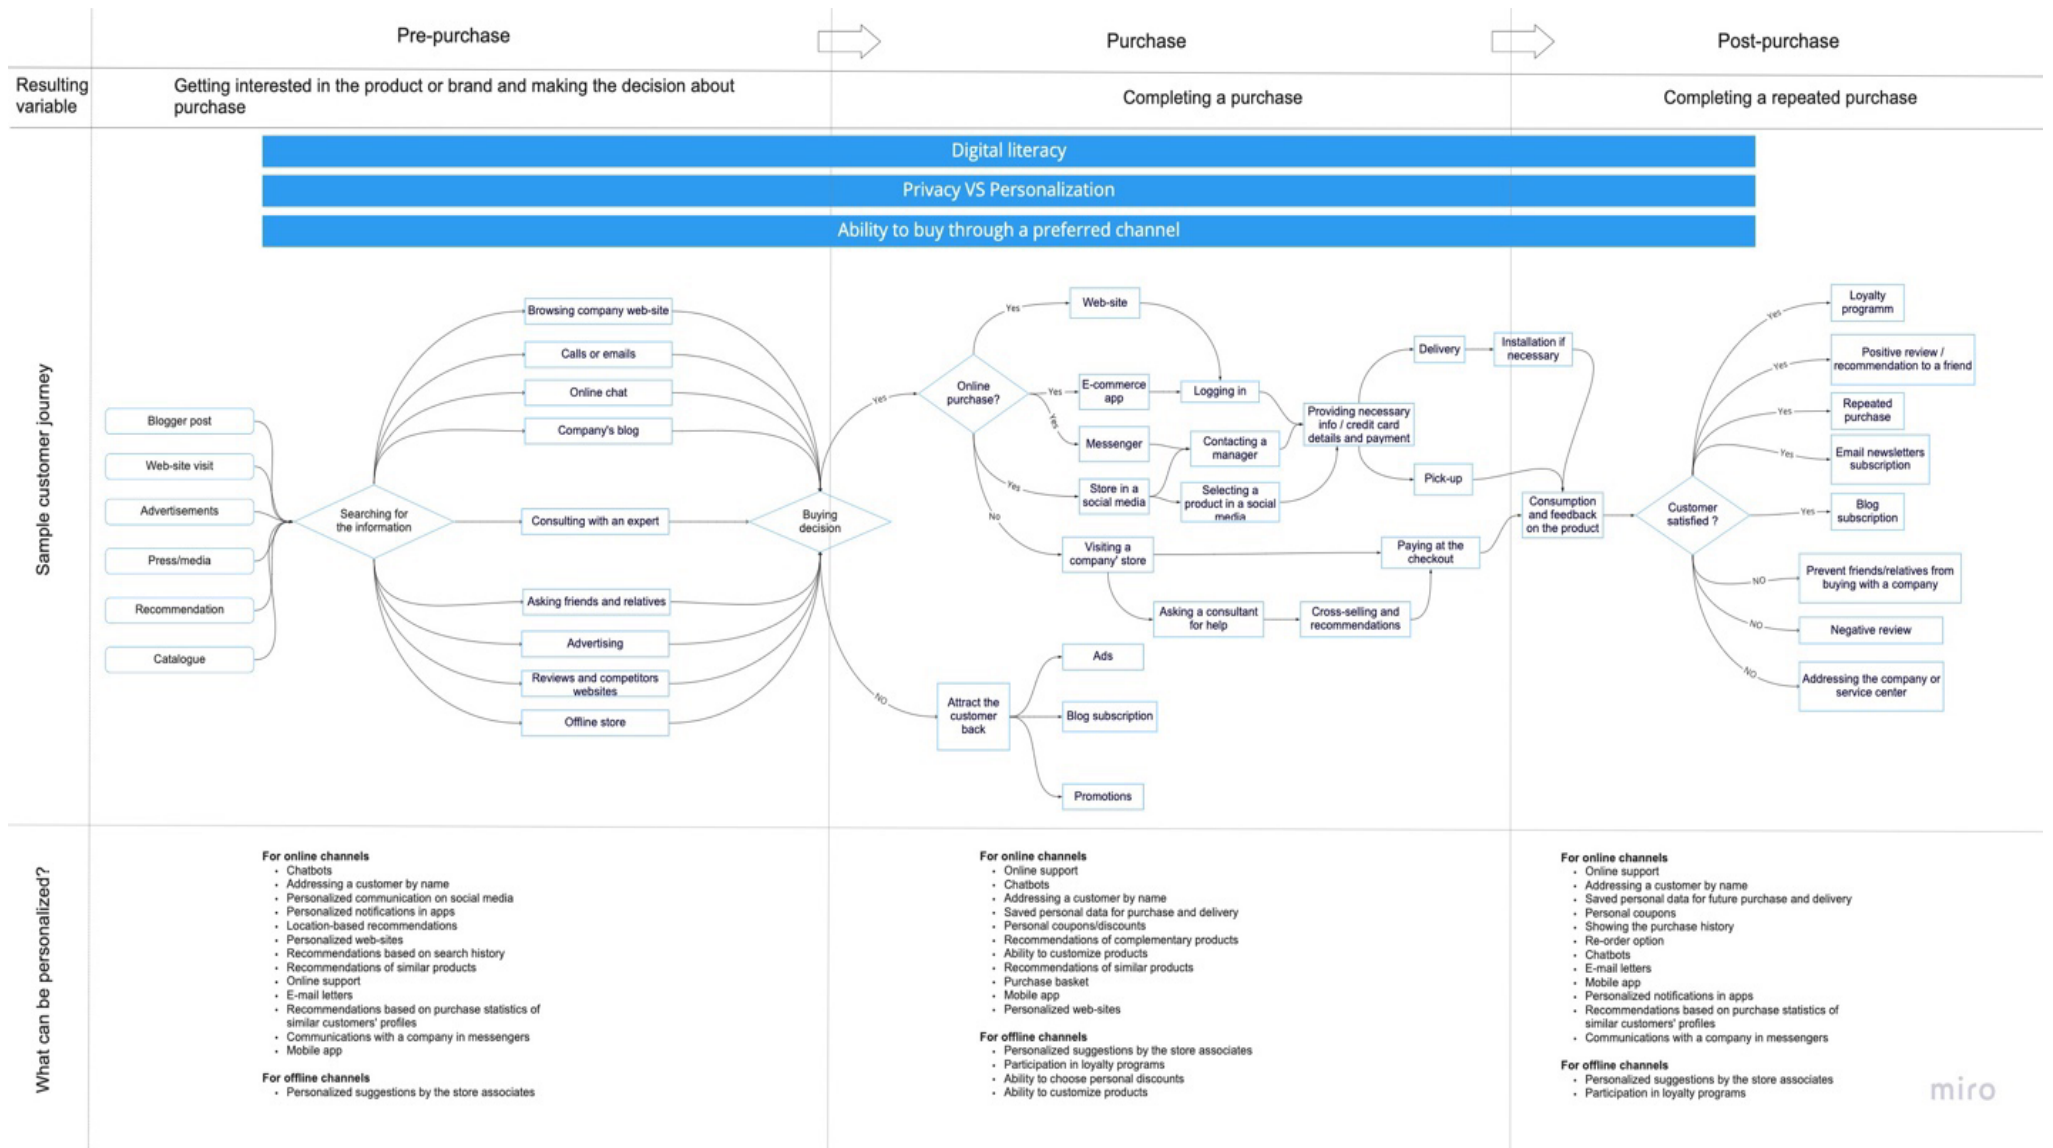 Pre-purchase
Purchase
Post-purchase
Resulting
variable
Getting interested in the product or brand and making the decision about
purchase
Completing a purchase
Completing a repeated purchase
Digital literacy
Privacy VS Personalization
Ability to buy through a preferred channel
Sample customer journey
Blogger post
Web-site visit
Advertisements
Press/media
Recommendation
Catalogue
Searching for
the information
Browsing company web-site
Calls or emails
Online chat
Company's blog
Consulting with an expert
Asking friends and relatives
Advertising
Reviews and competitors
websites
Offline store
Buying
decision
Yes
NO
Online
purchase?
Yes
Yes
Yes
Yes
No
Web-site
E-commerce
app
Messenger
Store in a
social media
Logging in
Contacting a
manager
Selecting a
product in a social
media
Providing necessary
info / credit card
details and payment
Delivery
Installation if
necessary
Pick-up
Visiting a
company' store
Asking a consultant
for help
Cross-selling and
recommendations
Paying at the
checkout
Attract the
customer
back
Ads
Blog subscription
Promotions
Consumption
and feedback
on the product
Customer
satisfied ?
Yes
Yes
Yes
Yes
Yes
NO
NO
NO
Loyalty
programm
Positive review /
recommendation to a friend
Repeated
purchase
Email newsletters
subscription
Blog
subscription
Prevent friends/relatives from
buying with a company
Negative review
Addressing the company or
service center
What can be personalized?
For online channels
• Chatbots
• Addressing a customer by name
• Personalized communication on social media
• Personalized notifications in apps
• Location-based recommendations
• Personalized web-sites
• Recommendations based on search history
• Recommendations of similar products
• Online support
• E-mail letters
• Recommendations based on purchase statistics of
similar customers' profiles
• Communications with a company in messengers
• Mobile app
For offline channels
• Personalized suggestions by the store associates
For online channels
• Online support
• Chatbots
• Addressing a customer by name
• Saved personal data for purchase and delivery
• Personal coupons/discounts
• Recommendations of complementary products
• Ability to customize products
• Recommendations of similar products
• Purchase basket
• Mobile app
• Personalized web-sites
For offline channels
• Personalized suggestions by the store associates
• Participation in loyalty programs
• Ability to choose personal discounts
• Ability to customize products
For online channels
• Online support
• Addressing a customer by name
• Saved personal data for future purchase and delivery
• Personal coupons
• Showing the purchase history
• Re-order option
• Chatbots
• E-mail letters
• Mobile app
• Personalized notifications in apps
• Recommendations based on purchase statistics of
similar customers' profiles
• Communications with a company in messengers
For offline channels
• Personalized suggestions by the store associates
• Participation in loyalty programs
miro